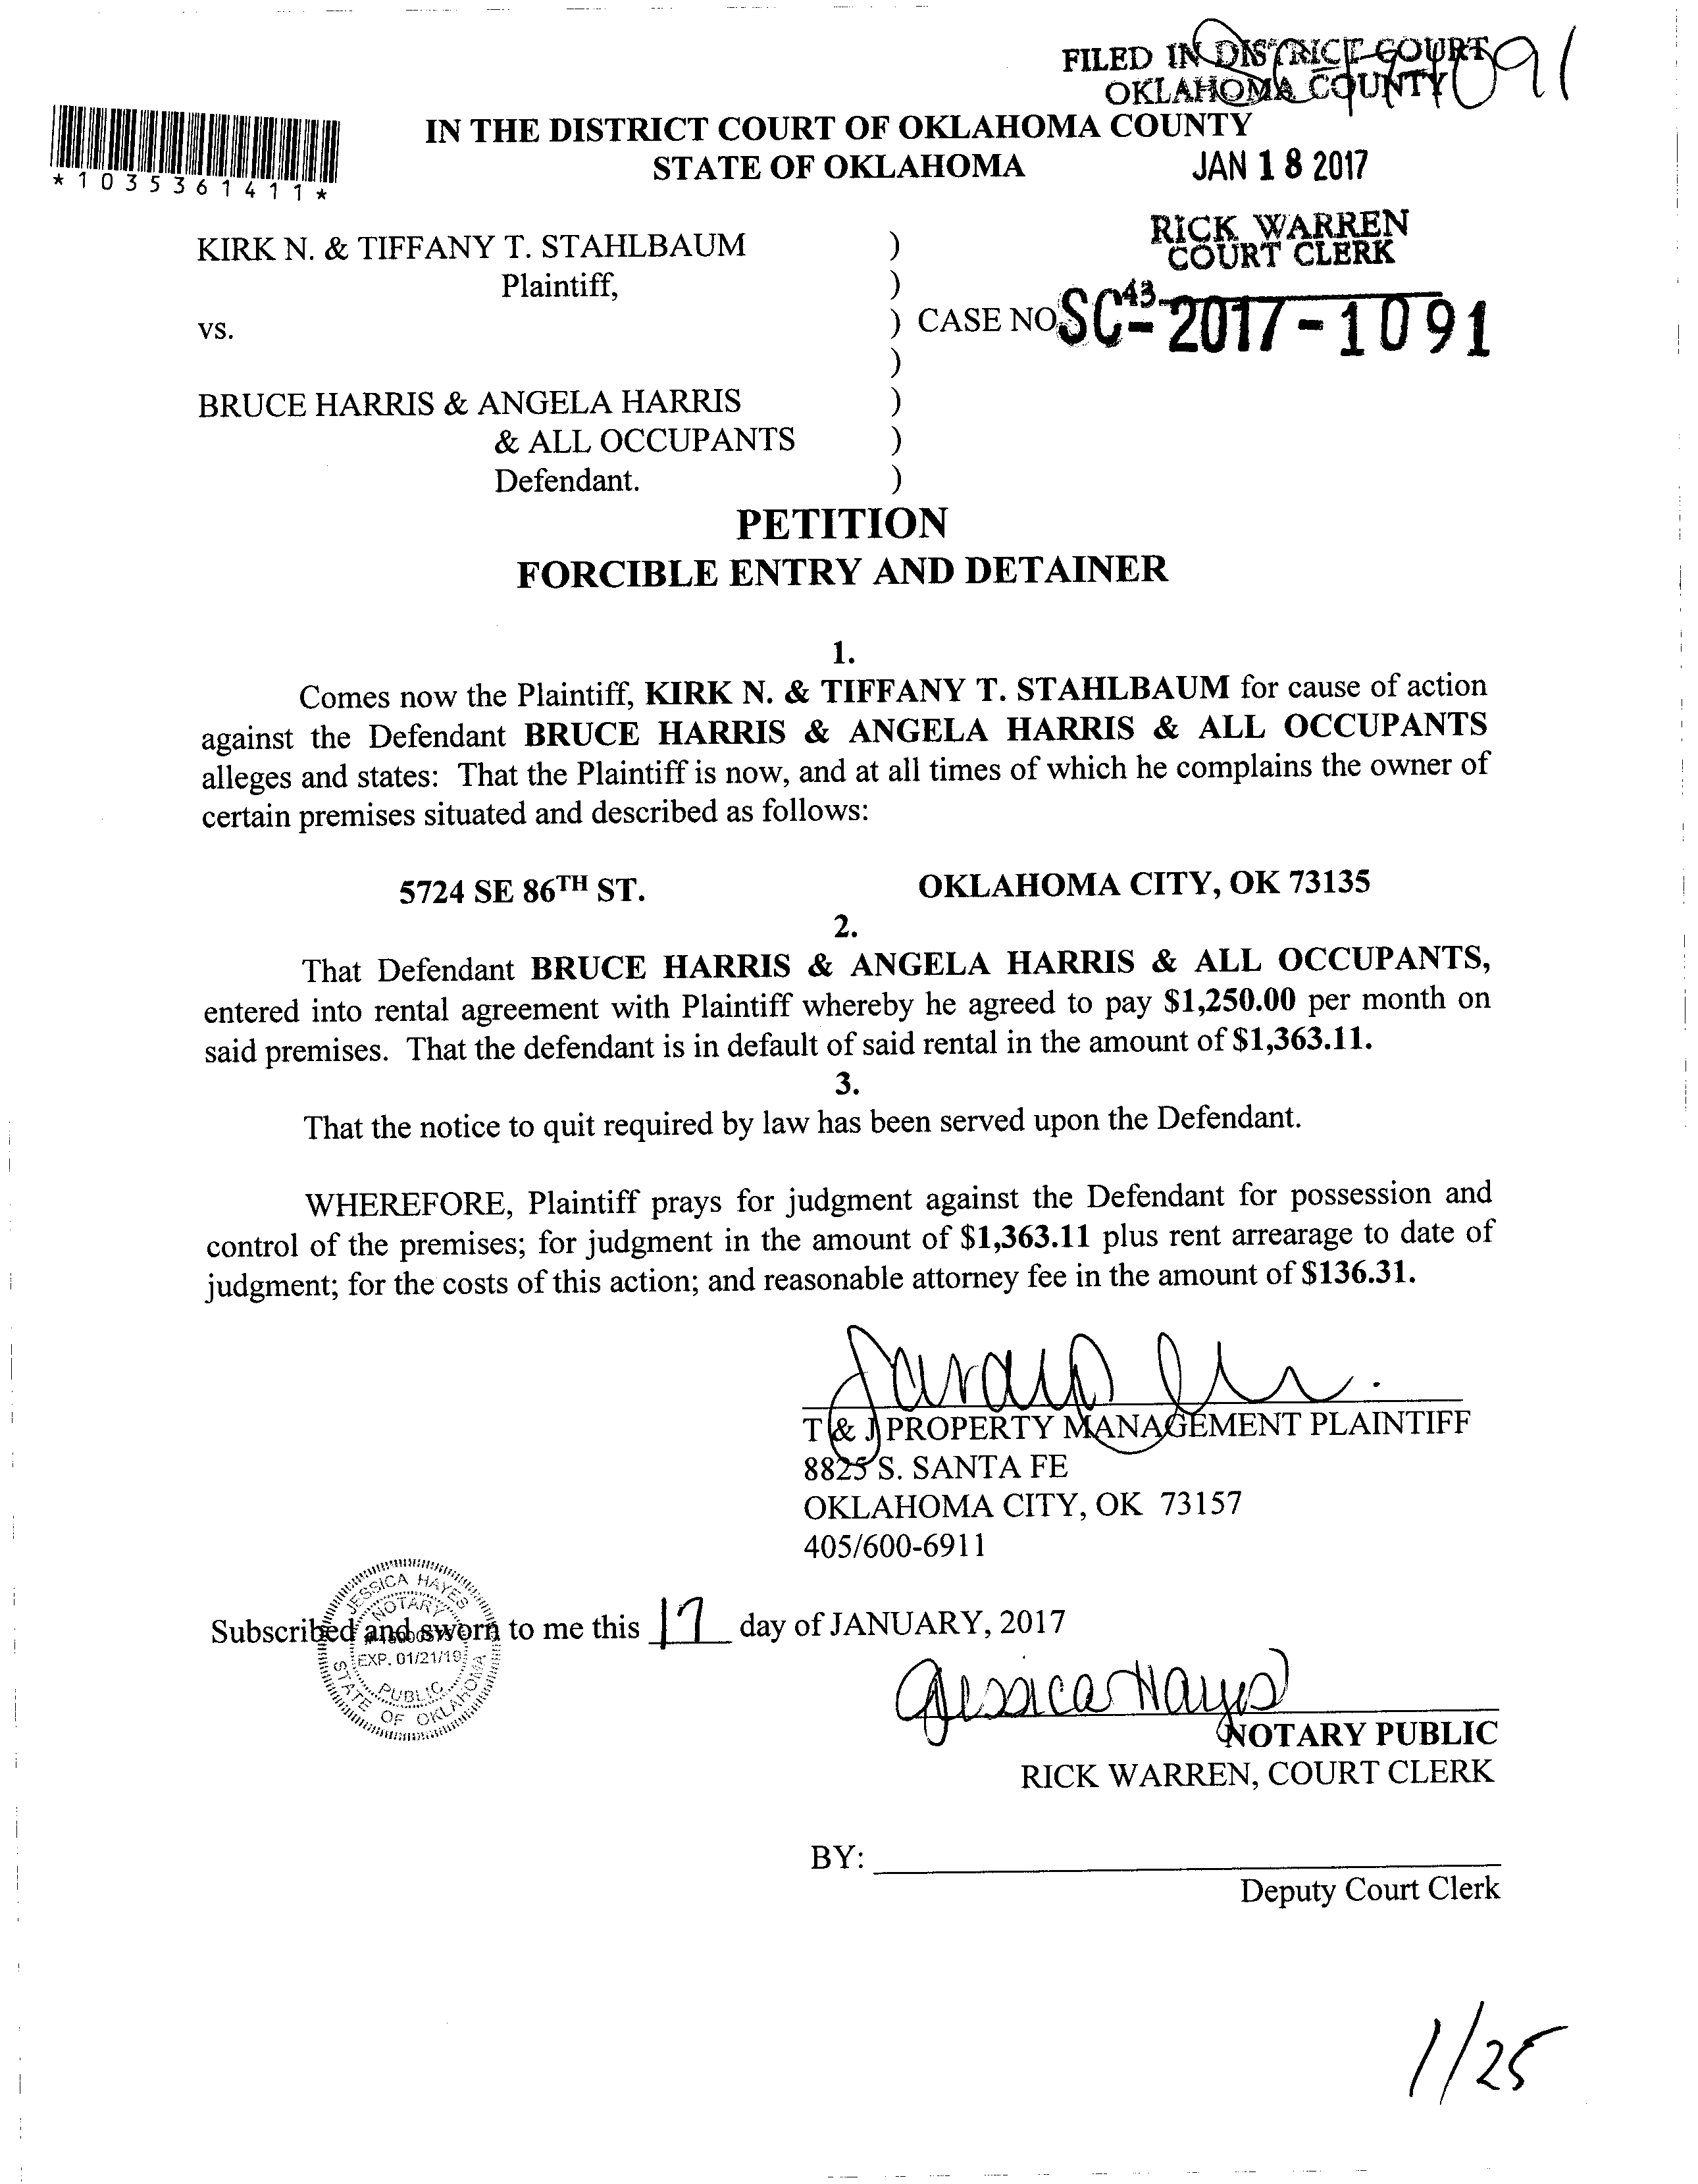 FILED IN DISTRICT COURT
OKLAHOMA COUNTY
*1035361411*
IN THE DISTRICT COURT OF OKLAHOMA COUNTY
STATE OF OKLAHOMA
JAN 18 2017
RICK WARREN
COURT CLERK
43
KIRK N. & TIFFANY T. STAHLBAUM )
Plaintiff, )
vs. ) CASE NO. SC-2017-1091
)
BRUCE HARRIS & ANGELA HARRIS )
& ALL OCCUPANTS )
Defendant. )
PETITION
FORCIBLE ENTRY AND DETAINER
1.
Comes now the Plaintiff, KIRK N. & TIFFANY T. STAHLBAUM for cause of action
against the Defendant BRUCE HARRIS & ANGELA HARRIS & ALL OCCUPANTS
alleges and states: That the Plaintiff is now, and at all times of which he complains the owner of
certain premises situated and described as follows:
5724 SE 86TH ST. OKLAHOMA CITY, OK 73135
2.
That Defendant BRUCE HARRIS & ANGELA HARRIS & ALL OCCUPANTS,
entered into rental agreement with Plaintiff whereby he agreed to pay $1,250.00 per month on
said premises. That the defendant is in default of said rental in the amount of $1,363.11.
3.
That the notice to quit required by law has been served upon the Defendant.
WHEREFORE, Plaintiff prays for judgment against the Defendant for possession and
control of the premises; for judgment in the amount of $1,363.11 plus rent arrearage to date of
judgment; for the costs of this action; and reasonable attorney fee in the amount of $136.31.
T & J PROPERTY MANAGEMENT PLAINTIFF
8825 S. SANTA FE
OKLAHOMA CITY, OK 73157
405/600-6911
JESSICA HAYES
NOTARY
EXP. 01/21/19
PUBLIC
STATE OF OKLAHOMA
Subscribed and sworn to me this 17 day of JANUARY, 2017
Jessica Hayes
NOTARY PUBLIC
RICK WARREN, COURT CLERK
BY:
Deputy Court Clerk
1/25